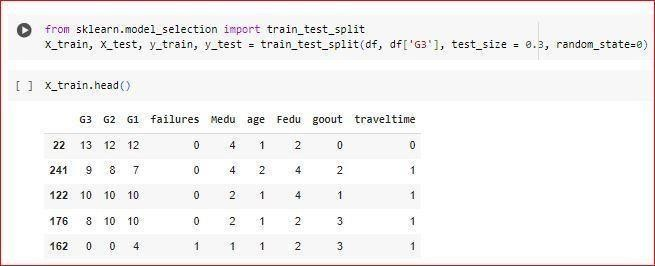 from sklearn.model_selection import train_test_split
X_train, X_test, y_train, y_test = train_test_split(df, df['G3'], test_size = 0.3, random_state=0)
[ ] X_train.head()
G3 G2 G1 failures Medu age Fedu goout traveltime
22 13 12 12 0 4 1 2 0 0
241 9 8 7 0 4 2 4 2 1
122 10 10 10 0 2 1 4 1 1
176 8 10 10 0 2 1 2 3 1
162 0 0 4 1 1 1 2 3 1